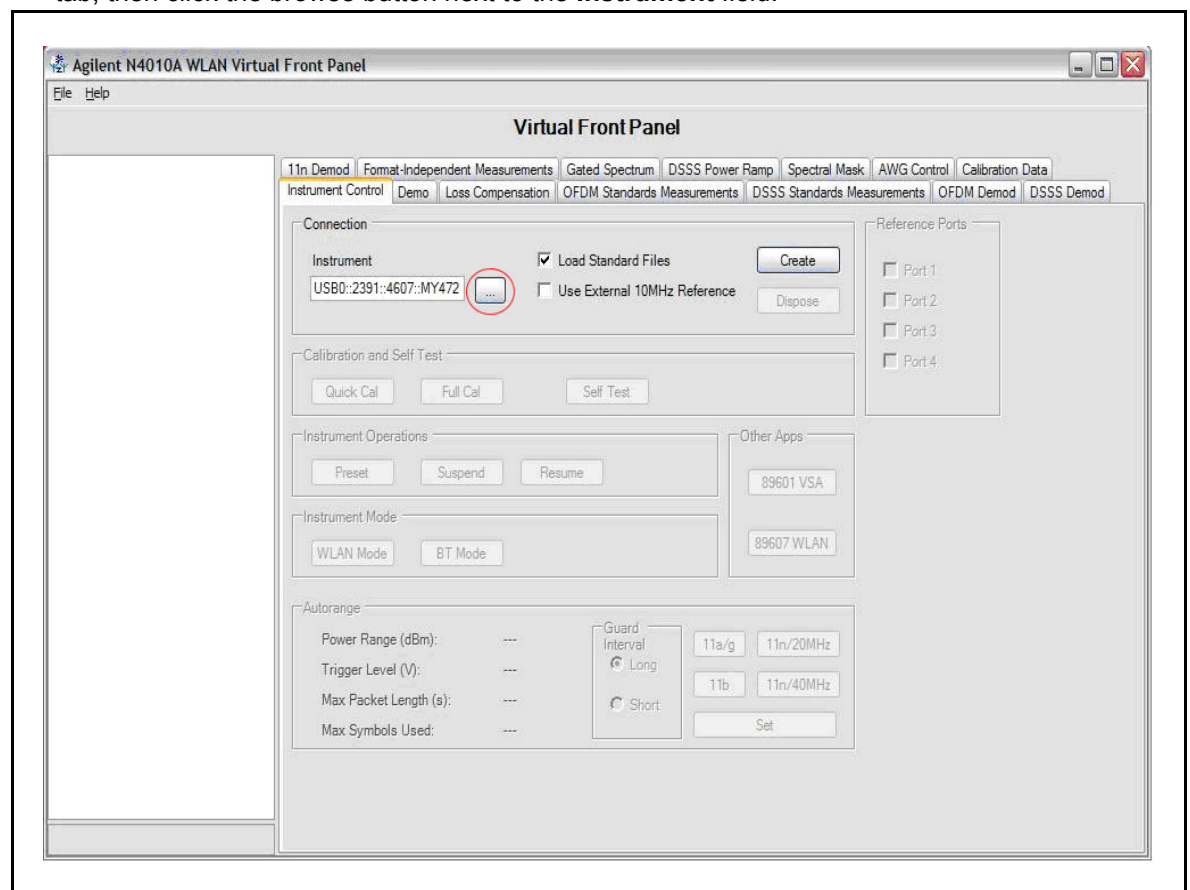 tab, then click the browse button next to the Instrument field.
Agilent N4010A WLAN Virtual Front Panel
File Help
Virtual Front Panel
11n Demod Format-Independent Measurements Gated Spectrum DSSS Power Ramp Spectral Mask AWG Control Calibration Data
Instrument Control Demo Loss Compensation OFDM Standards Measurements DSSS Standards Measurements OFDM Demod DSSS Demod
Connection
Reference Ports
Instrument
Load Standard Files
Create
Port 1
USB0::2391::4607::MY472
...
Use External 10MHz Reference
Dispose
Port 2
Port 3
Port 4
Calibration and Self Test
Quick Cal Full Cal Self Test
Instrument Operations
Preset Suspend Resume
Other Apps
89601 VSA
89607 WLAN
Instrument Mode
WLAN Mode BT Mode
Autorange
Power Range (dBm): ---
Trigger Level (V): ---
Max Packet Length (s): ---
Max Symbols Used: ---
Guard
Interval
Long
Short
11a/g 11n/20MHz
11b 11n/40MHz
Set